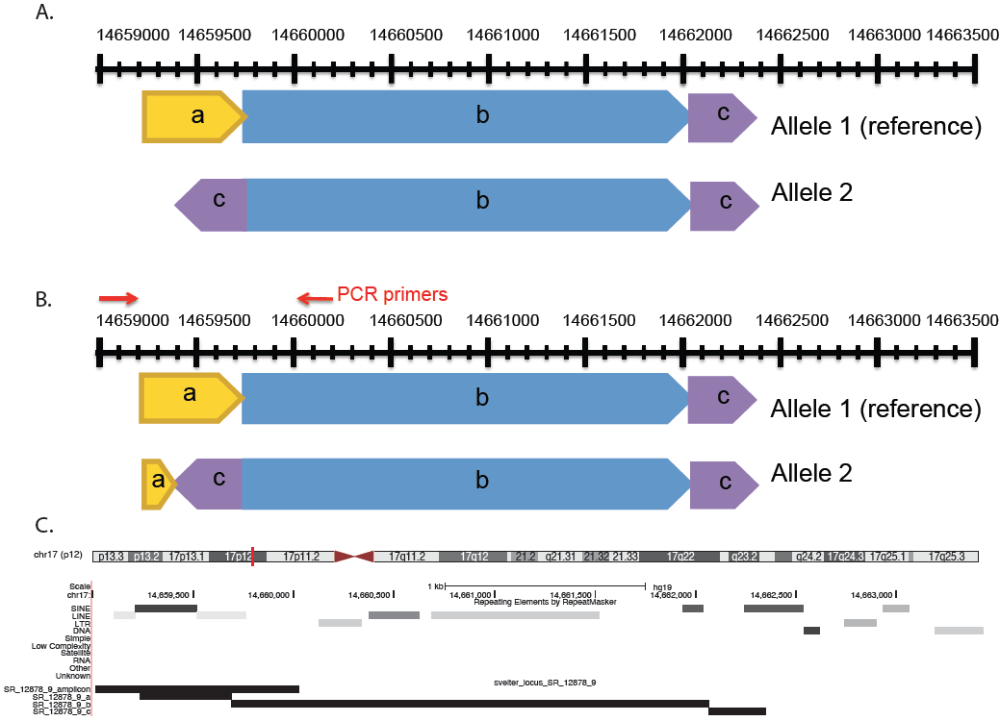 A.
14659000 14659500 14660000 14660500 14661000 14661500 14662000 14662500 14663000 14663500
a b c Allele 1 (reference)
c b c Allele 2
B.
PCR primers
14659000 14659500 14660000 14660500 14661000 14661500 14662000 14662500 14663000 14663500
a b c Allele 1 (reference)
a c b c Allele 2
C.
chr17 (p12) p13.3 p13.2 17p13.1 17p12 17p11.2 17q11.2 17q12 21.2 q21.31 21.32 21.33 17q22 q23.2 q24.2 17q24.3 17q25.1 17q25.3
Scale 1 kb hg19
chr17: 14,659,500 14,660,000 14,660,500 14,661,000 14,661,500 14,662,000 14,662,500 14,663,000
Repeating Elements by RepeatMasker
SINE
LINE
LTR
DNA
Simple
Low Complexity
Satellite
RNA
Other
Unknown
svelter_locus_SR_12878_9
SR_12878_9_amplicon
SR_12878_9_a
SR_12878_9_b
SR_12878_9_c